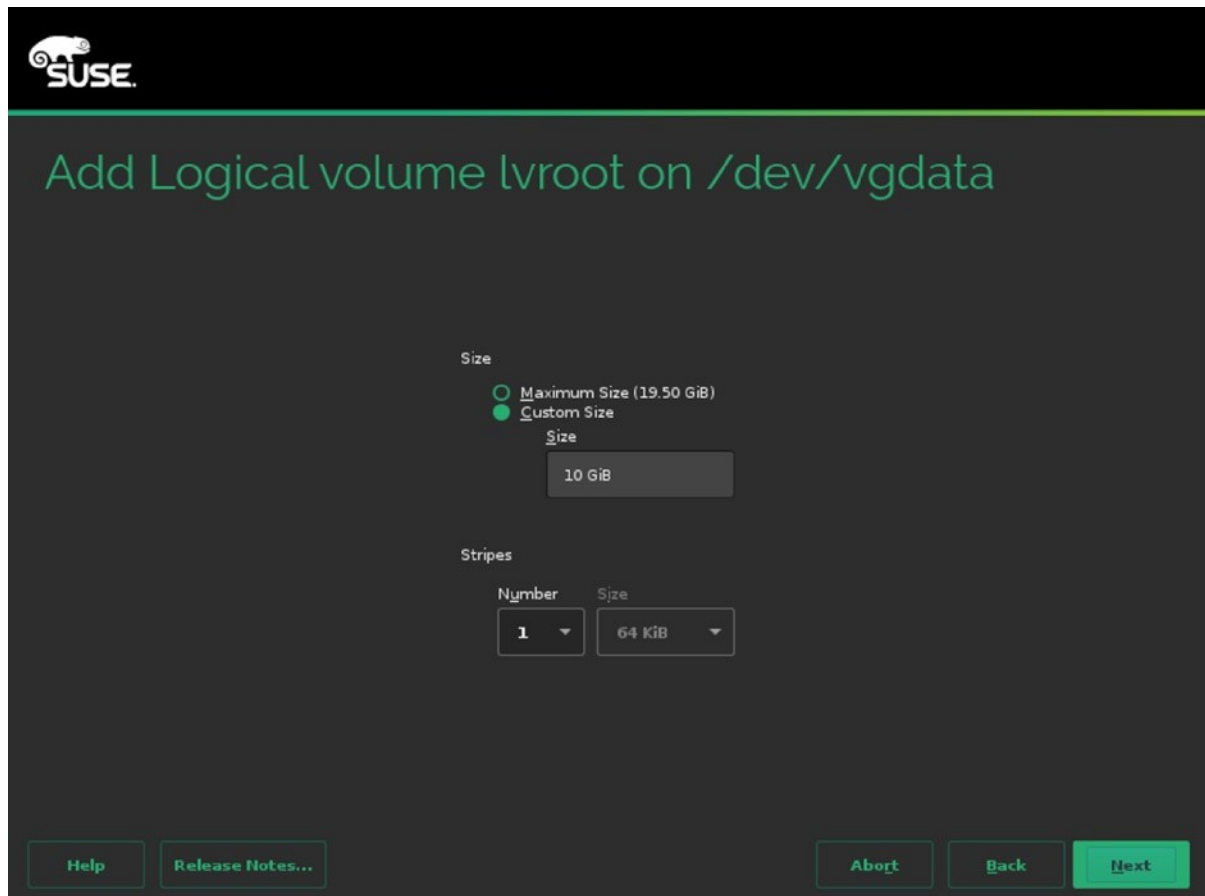 SUSE.
Add Logical volume lvroot on /dev/vgdata
Size
Maximum Size (19.50 GiB)
Custom Size
Size
10 GiB
Stripes
Number Size
1 64 KiB
Help Release Notes... Abort Back Next